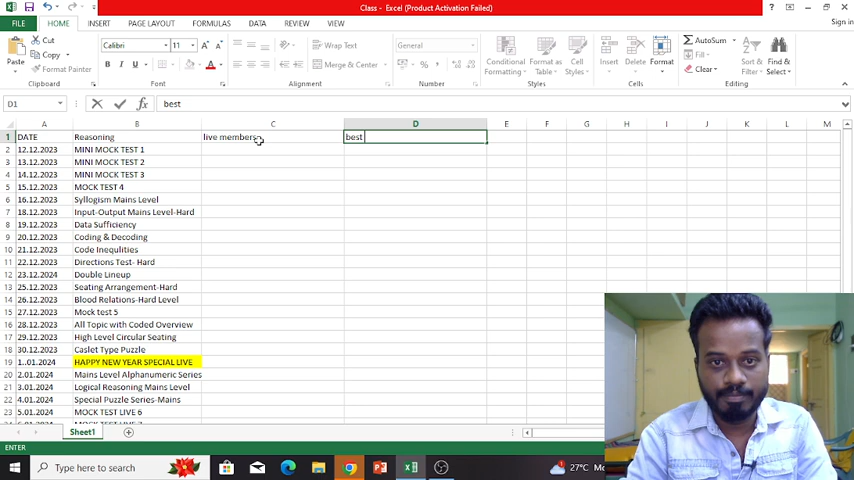 Class - Excel (Product Activation Failed)
Sign in
FILE HOME INSERT PAGE LAYOUT FORMULAS DATA REVIEW VIEW
Paste
Cut
Copy
Format Painter
Clipboard
Calibri 11
B I U
Font
Wrap Text
Merge & Center
Alignment
General
Number
Conditional Formatting
Format as Table
Cell Styles
Styles
Insert Delete Format
Cells
AutoSum
Fill
Clear
Sort & Filter
Find & Select
Editing
D1 fx best
A B C D E F G H I J K L M
1 DATE Reasoning live members best
2 12.12.2023 MINI MOCK TEST 1
3 13.12.2023 MINI MOCK TEST 2
4 14.12.2023 MINI MOCK TEST 3
5 15.12.2023 MOCK TEST 4
6 16.12.2023 Syllogism Mains Level
7 18.12.2023 Input-Output Mains Level-Hard
8 19.12.2023 Data Sufficiency
9 20.12.2023 Coding & Decoding
10 21.12.2023 Code Inequlities
11 22.12.2023 Directions Test- Hard
12 23.12.2024 Double Lineup
13 25.12.2023 Seating Arrangement-Hard
14 26.12.2023 Blood Relations-Hard Level
15 27.12.2023 Mock test 5
16 28.12.2023 All Topic with Coded Overview
17 29.12.2023 High Level Circular Seating
18 30.12.2023 Caslet Type Puzzle
19 1..01.2024 HAPPY NEW YEAR SPECIAL LIVE
20 2.01.2024 Mains Level Alphanumeric Series
21 3.01.2024 Logical Reasoning Mains Level
22 4.01.2024 Special Puzzle Series-Mains
23 5.01.2024 MOCK TEST LIVE 6
Sheet1
ENTER
Type here to search
27°C